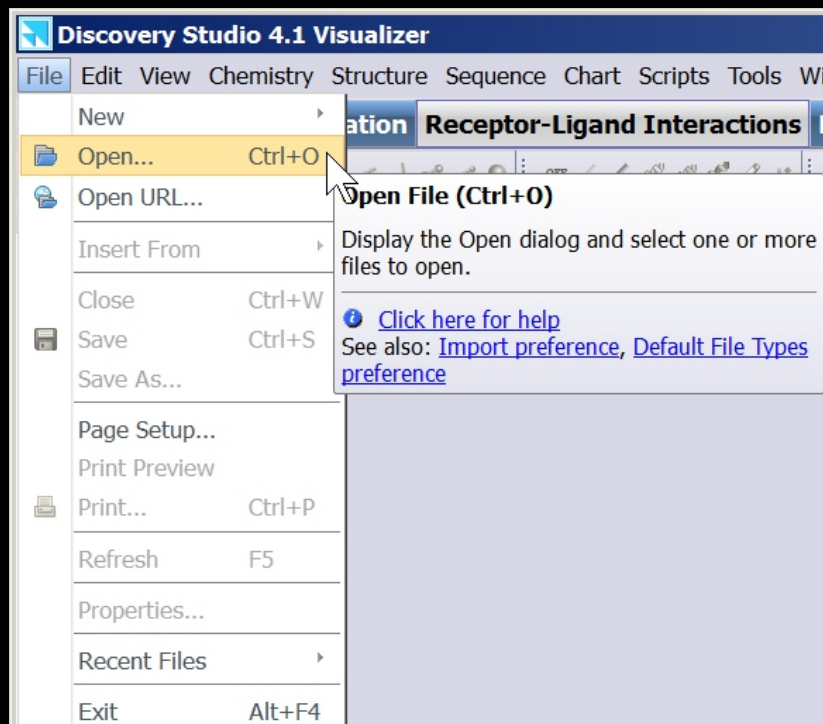 Discovery Studio 4.1 Visualizer
File Edit View Chemistry Structure Sequence Chart Scripts Tools
New
ation Receptor-Ligand Interactions
Open... Ctrl+O
OFF
Open URL...
Open File (Ctrl+O)
Display the Open dialog and select one or more
files to open.
Insert From
Close Ctrl+W
Click here for help
Save Ctrl+S
See also: Import preference, Default File Types
preference
Save As...
Page Setup...
Print Preview
Print... Ctrl+P
Refresh F5
Properties...
Recent Files
Exit Alt+F4